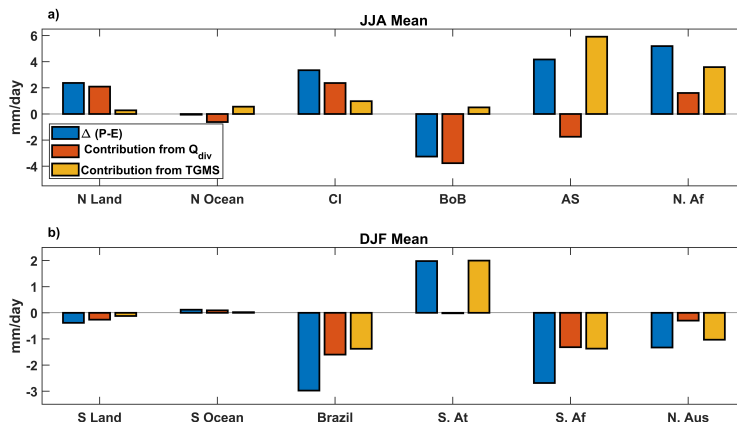 a)
JJA Mean
6
4
2
0
-2
-4
mm/day
Δ (P-E)
Contribution from Q_div
Contribution from TGMS
N Land N Ocean CI BoB AS N. Af
b)
DJF Mean
2
1
0
-1
-2
-3
mm/day
S Land S Ocean Brazil S. At S. Af N. Aus